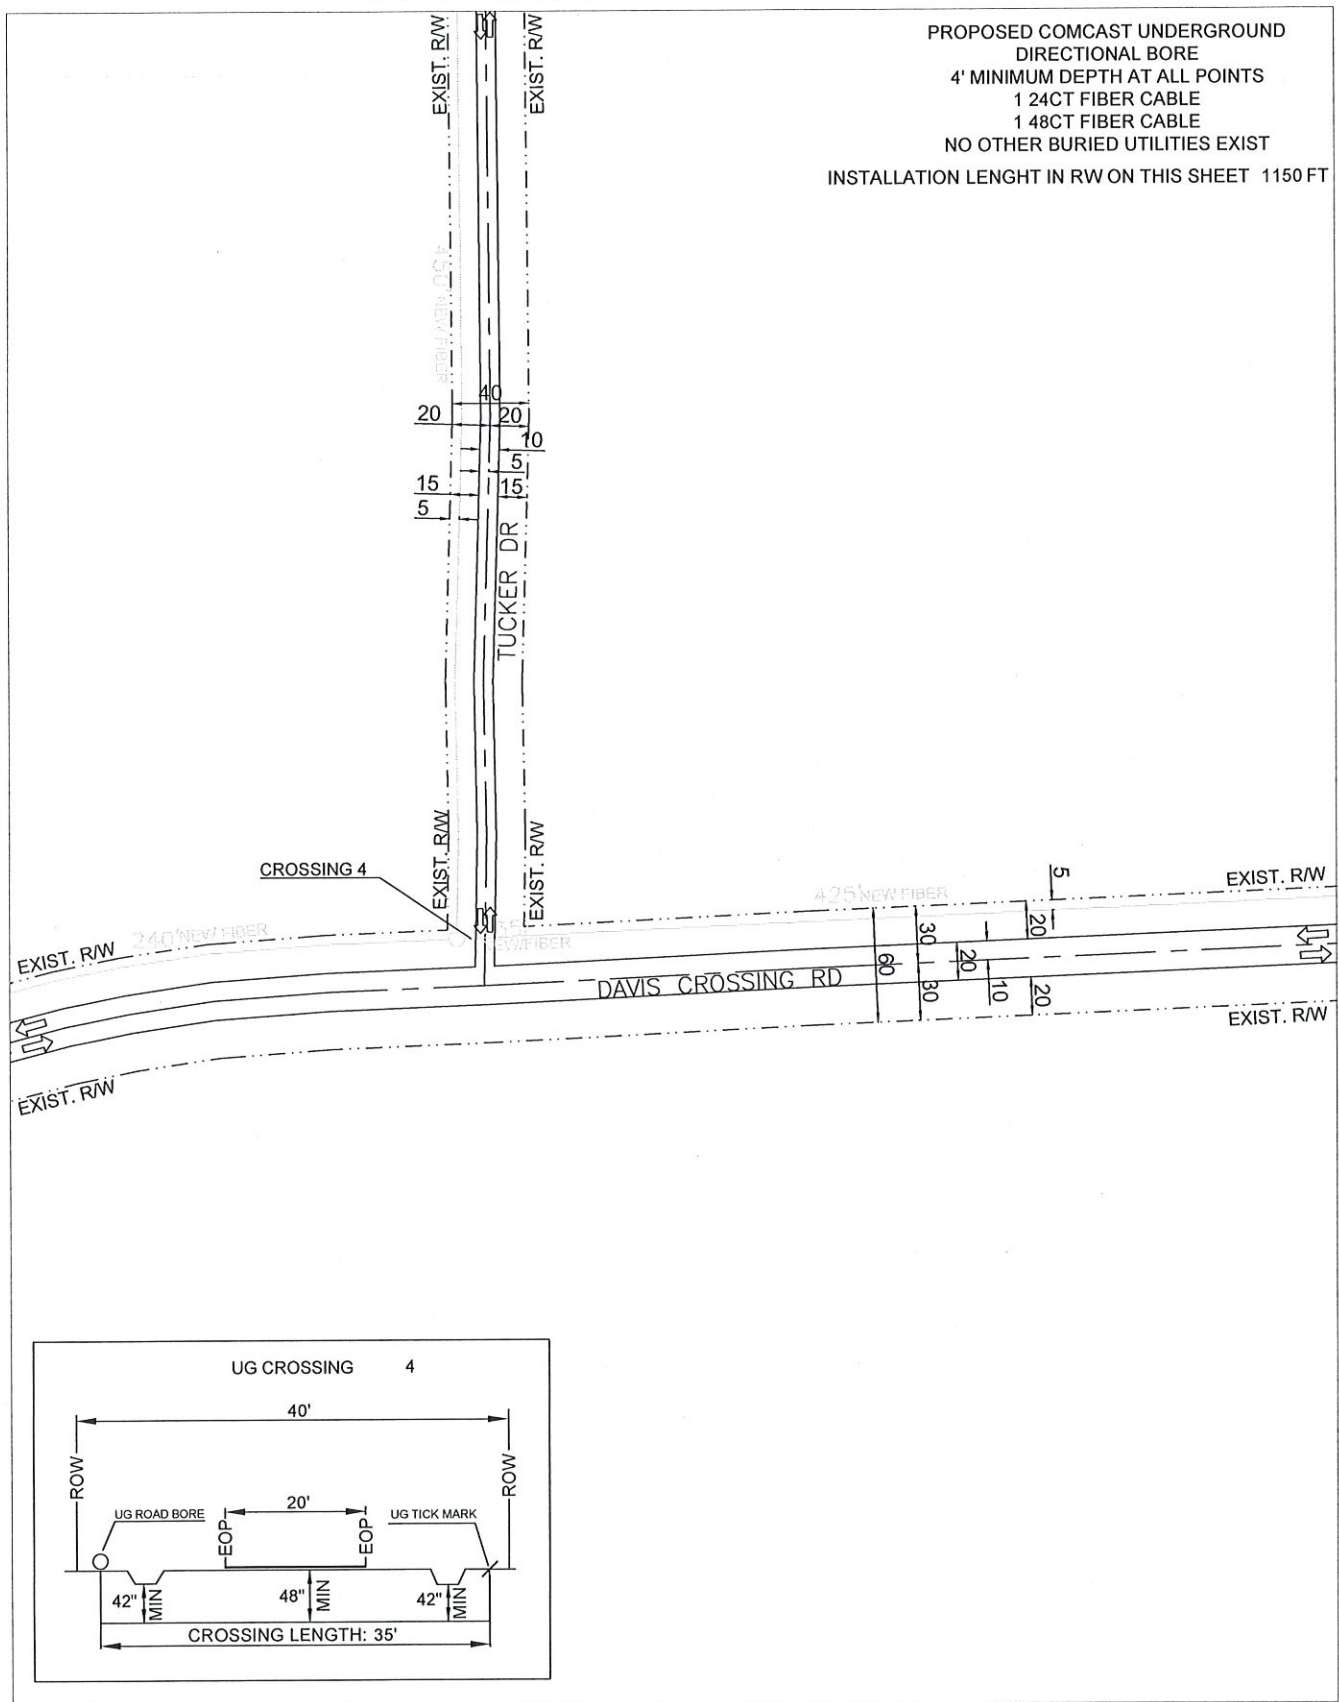 PROPOSED COMCAST UNDERGROUND
DIRECTIONAL BORE
4' MINIMUM DEPTH AT ALL POINTS
1 24CT FIBER CABLE
1 48CT FIBER CABLE
NO OTHER BURIED UTILITIES EXIST
INSTALLATION LENGHT IN RW ON THIS SHEET 1150 FT
EXIST. R/W
EXIST. R/W
450' NEW FIBER
40
20
20
10
5
15
15
5
TUCKER DR
EXIST. R/W
EXIST. R/W
CROSSING 4
240' NEW FIBER
35'
NEW FIBER
425' NEW FIBER
5
EXIST. R/W
EXIST. R/W
20
30
60
20
DAVIS CROSSING RD
30
10
20
EXIST. R/W
EXIST. R/W
UG CROSSING 4
40'
ROW
ROW
UG ROAD BORE
20'
UG TICK MARK
EOP
EOP
42"
MIN
48"
MIN
42"
MIN
CROSSING LENGTH: 35'